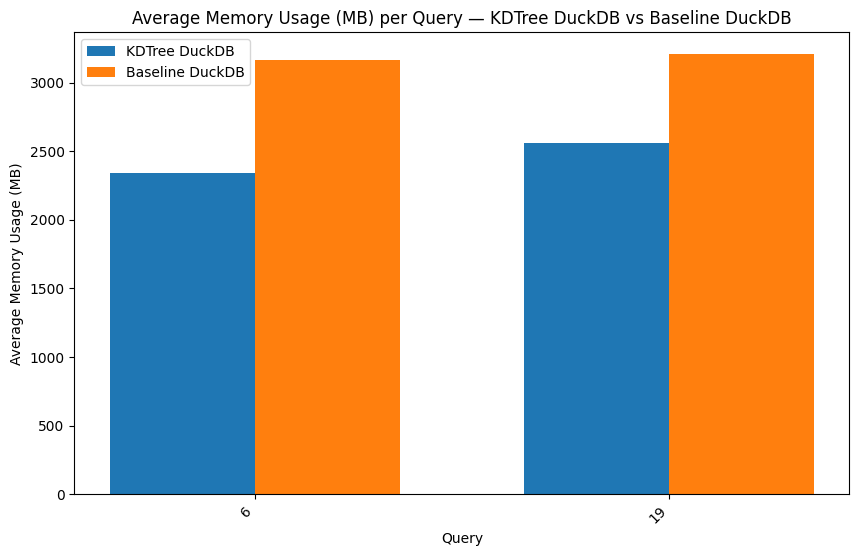 Average Memory Usage (MB) per Query — KDTree DuckDB vs Baseline DuckDB
KDTree DuckDB
Baseline DuckDB
Average Memory Usage (MB)
3000
2500
2000
1500
1000
500
0
6
19
Query